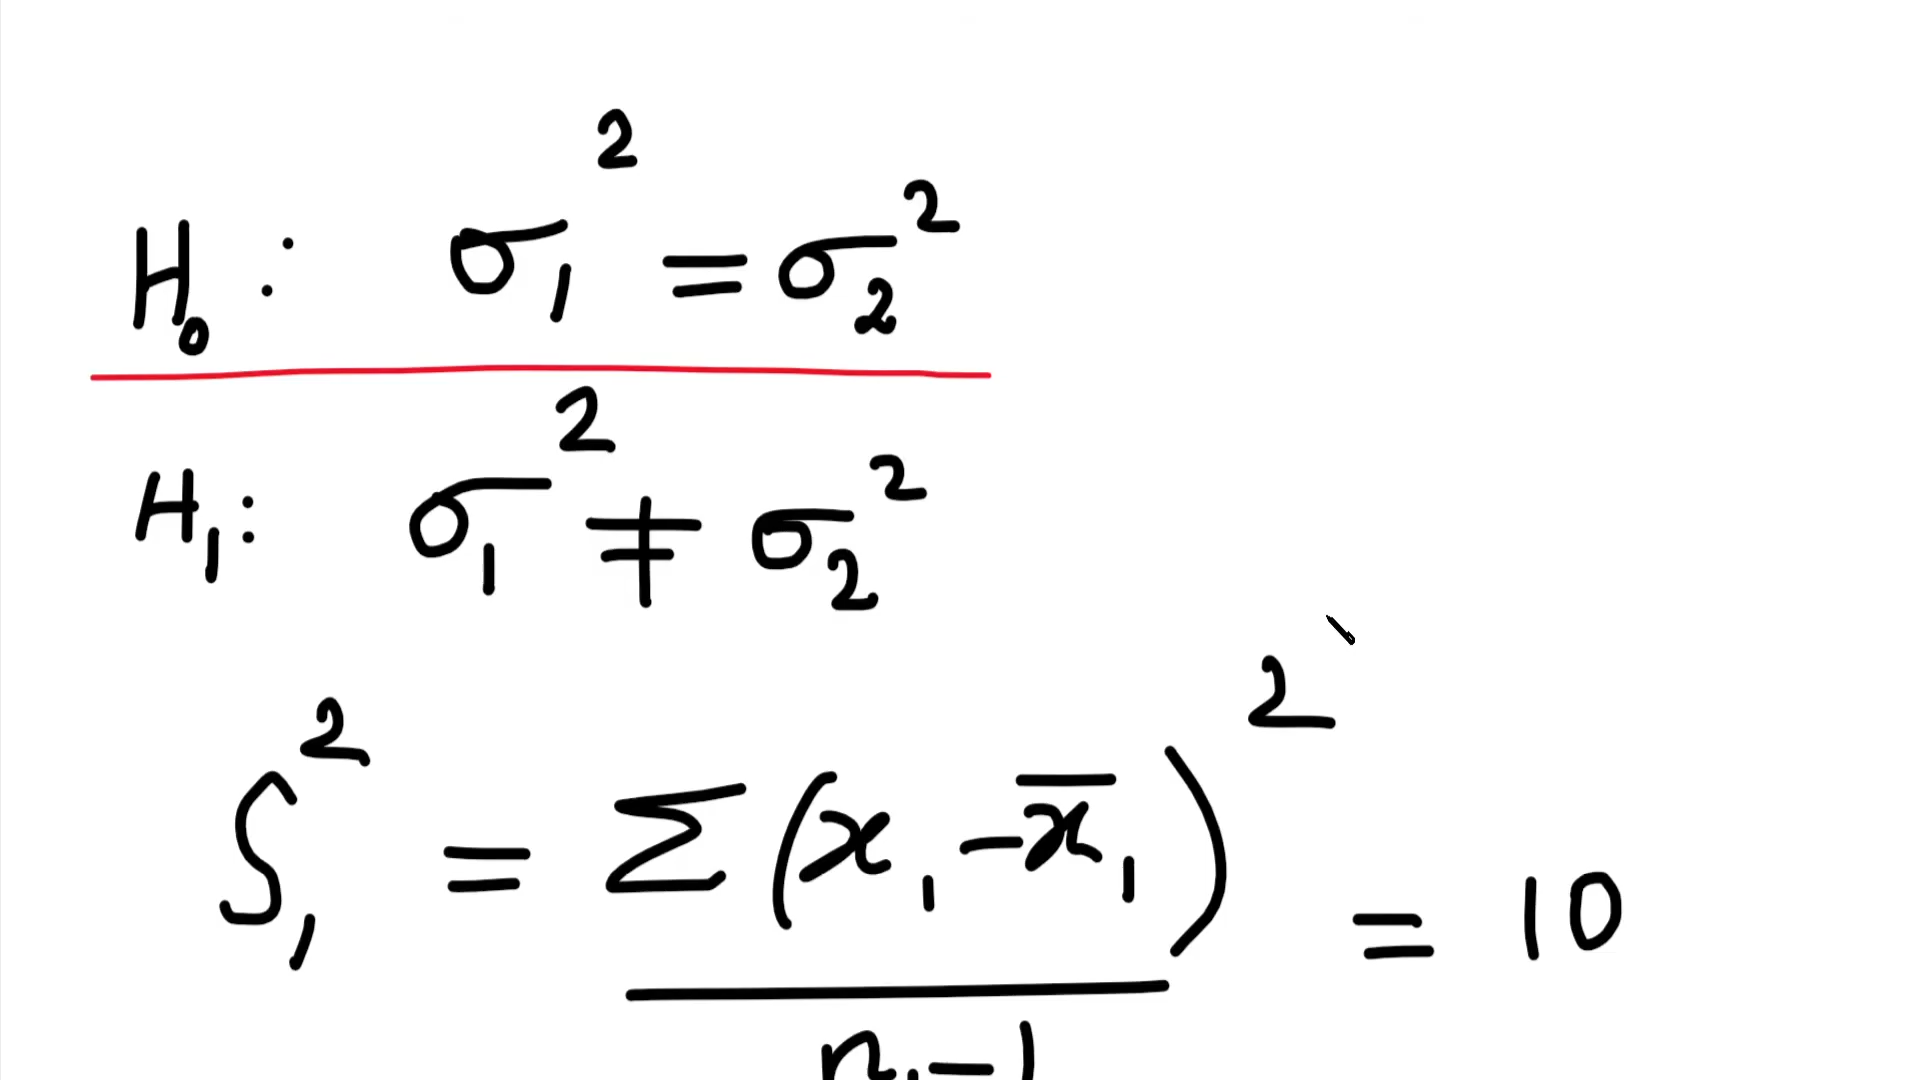 H₀ : σ₁² = σ₂²
H₁ : σ₁² ≠ σ₂²
S₁² = Σ(x₁ - x̄₁)² / n₁ - 1 = 10